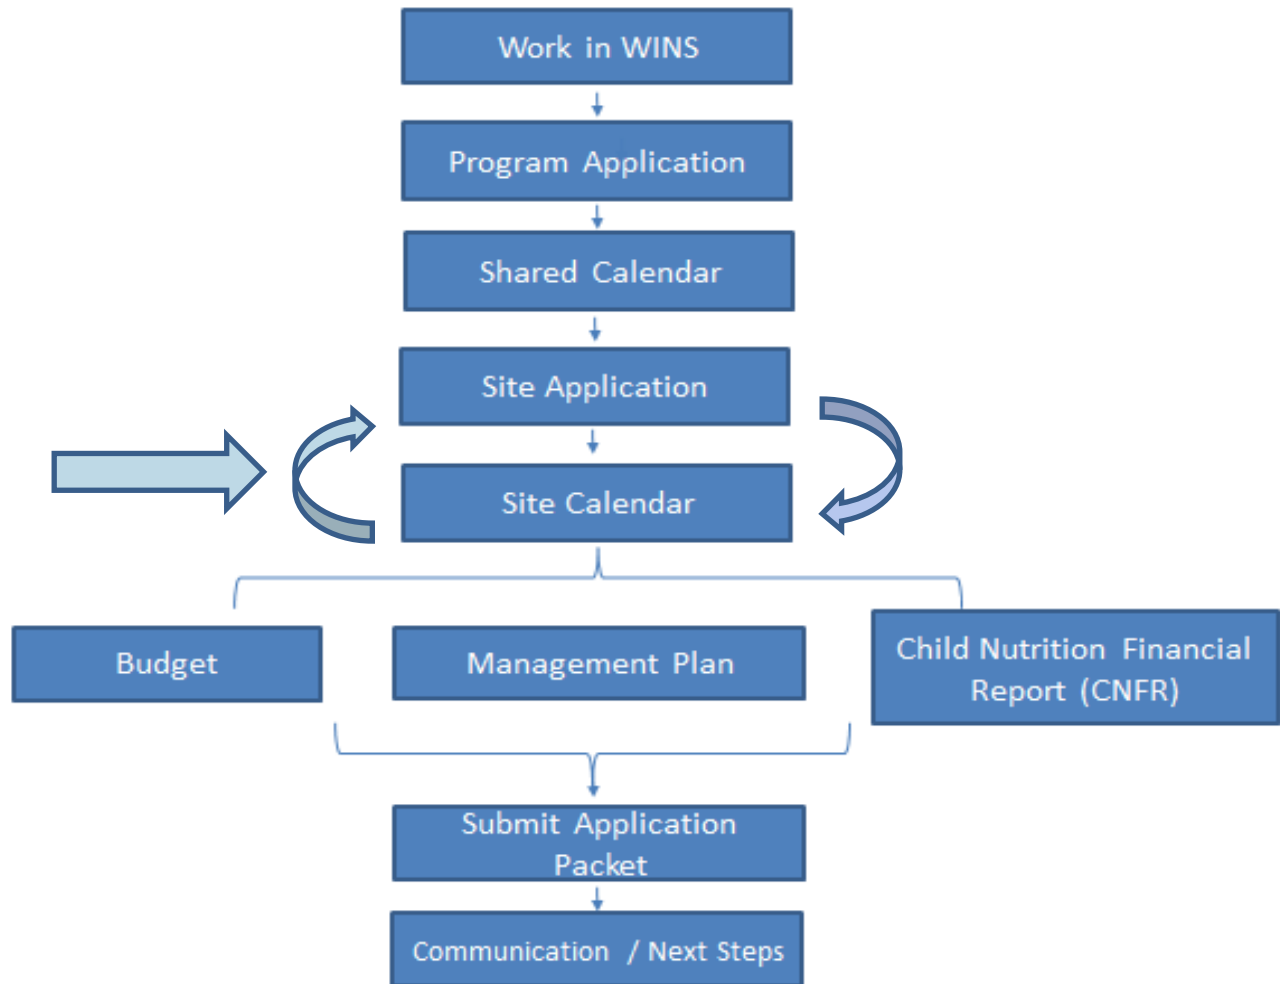 Work in WINS
Program Application
Shared Calendar
Site Application
Site Calendar
Budget
Management Plan
Child Nutrition Financial
Report (CNFR)
Submit Application
Packet
Communication / Next Steps